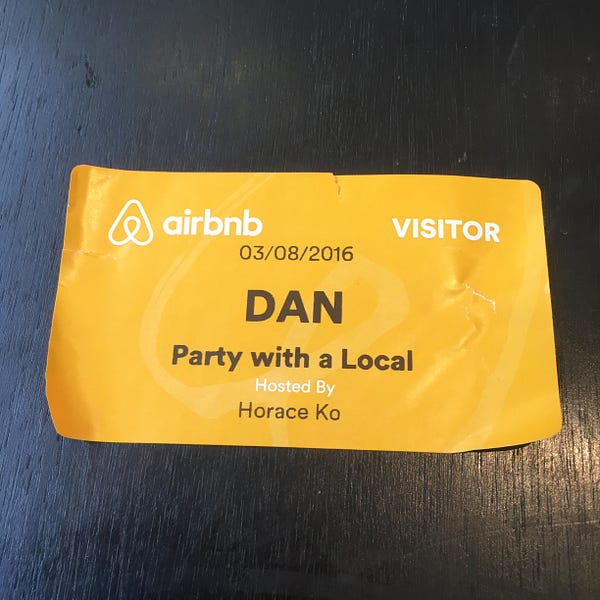 airbnb VISITOR
03/08/2016
DAN
Party with a Local
Hosted By
Horace Ko